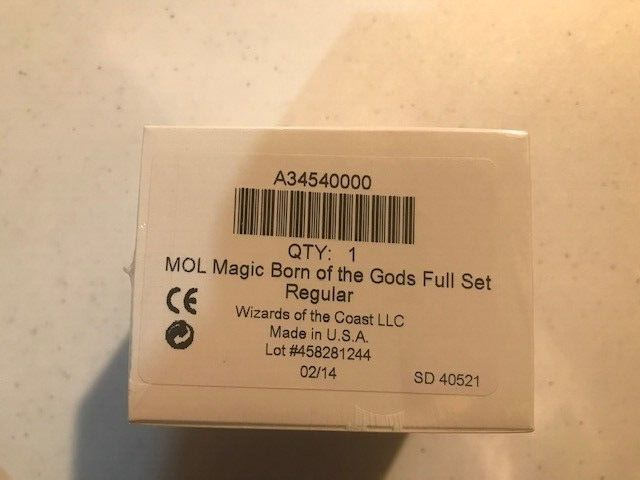 A34540000
QTY: 1
MOL Magic Born of the Gods Full Set
Regular
CE
Wizards of the Coast LLC
Made in U.S.A.
Lot #458281244
02/14
SD 40521